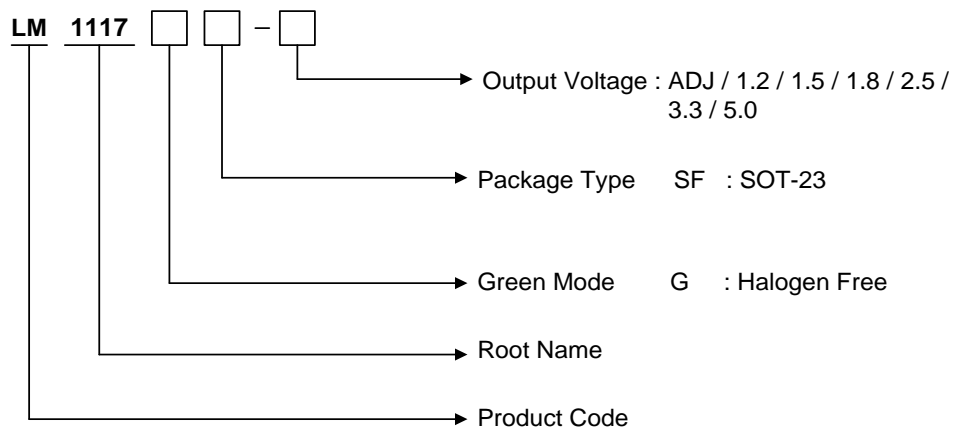 LM 1117 –
Output Voltage : ADJ / 1.2 / 1.5 / 1.8 / 2.5 /
3.3 / 5.0
Package Type SF : SOT-23
Green Mode G : Halogen Free
Root Name
Product Code